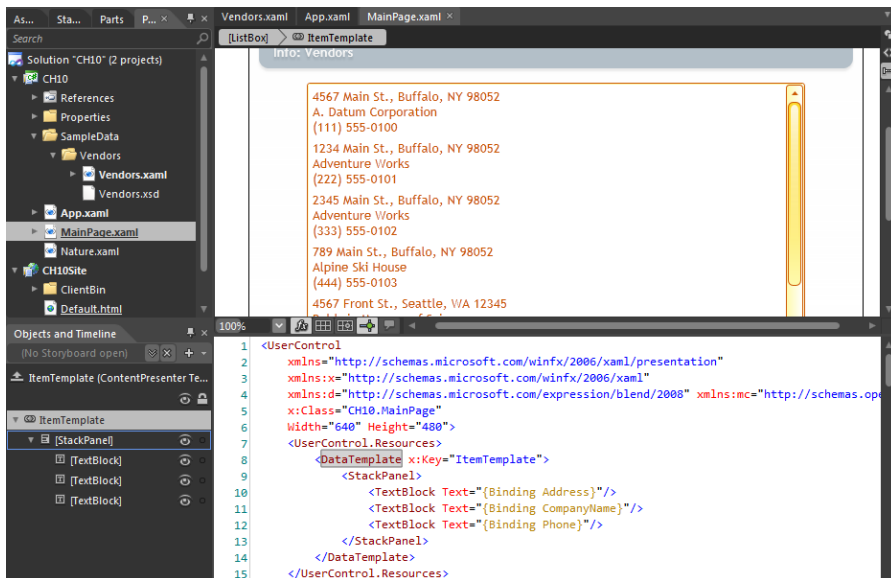 As... Sta... Parts P... ×
Search
Solution "CH10" (2 projects)
CH10
References
Properties
SampleData
Vendors
Vendors.xaml
Vendors.xsd
App.xaml
MainPage.xaml
Nature.xaml
CH10Site
ClientBin
Default.html
Objects and Timeline
(No Storyboard open)
ItemTemplate (ContentPresenter Te...
ItemTemplate
[StackPanel]
[TextBlock]
[TextBlock]
[TextBlock]
Vendors.xaml App.xaml MainPage.xaml ×
[ListBox] ItemTemplate
Info: Vendors
4567 Main St., Buffalo, NY 98052
A. Datum Corporation
(111) 555-0100
1234 Main St., Buffalo, NY 98052
Adventure Works
(222) 555-0101
2345 Main St., Buffalo, NY 98052
Adventure Works
(333) 555-0102
789 Main St., Buffalo, NY 98052
Alpine Ski House
(444) 555-0103
4567 Front St., Seattle, WA 12345
100%
1 <UserControl
2 xmlns="http://schemas.microsoft.com/winfx/2006/xaml/presentation"
3 xmlns:x="http://schemas.microsoft.com/winfx/2006/xaml"
4 xmlns:d="http://schemas.microsoft.com/expression/blend/2008" xmlns:mc="http://schemas.ope
5 x:Class="CH10.MainPage"
6 Width="640" Height="480">
7 <UserControl.Resources>
8 <DataTemplate x:Key="ItemTemplate">
9 <StackPanel>
10 <TextBlock Text="{Binding Address}"/>
11 <TextBlock Text="{Binding CompanyName}"/>
12 <TextBlock Text="{Binding Phone}"/>
13 </StackPanel>
14 </DataTemplate>
15 </UserControl.Resources>